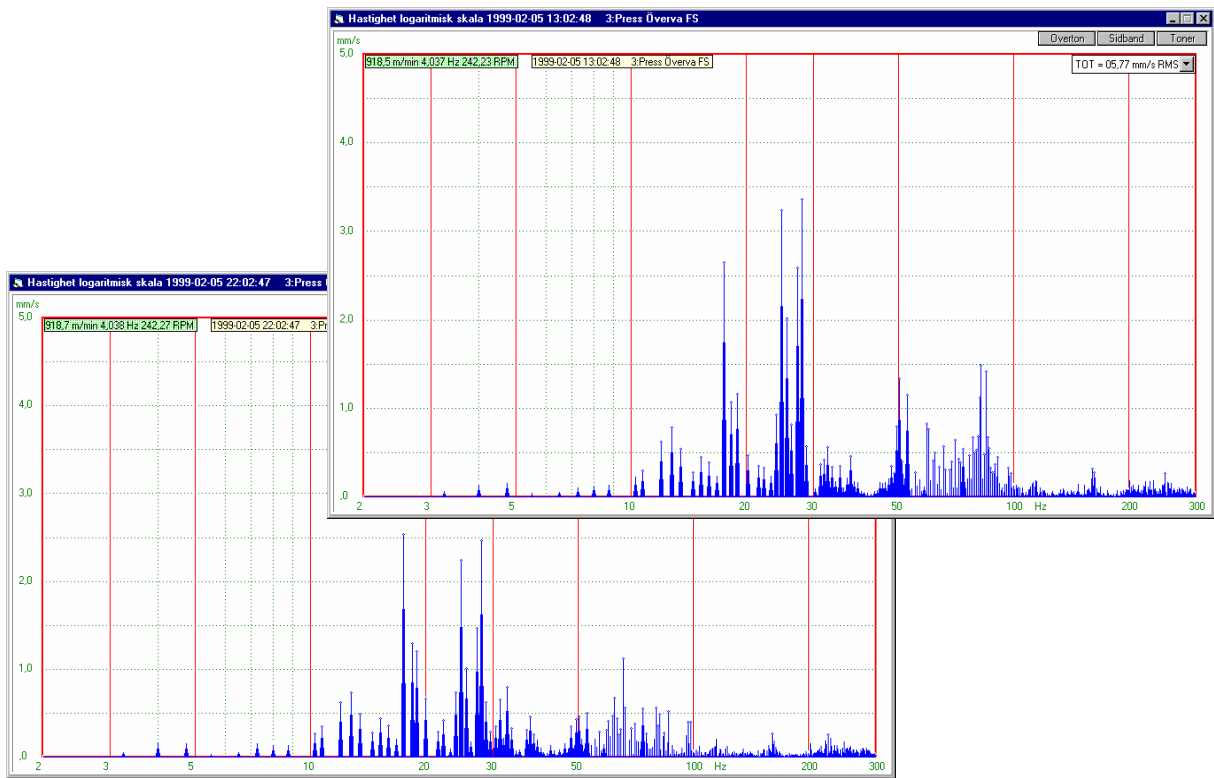 Hastighet logaritmisk skala 1999-02-05 13:02:48 3:Press Överva FS
Overton Sidband Toner
mm/s
5,0
918,5 m/min 4,037 Hz 242,23 RPM 1999-02-05 13:02:48 3:Press Överva FS
TOT = 05,77 mm/s RMS
4,0
3,0
2,0
1,0
,0
2 3 5 10 20 30 50 100 Hz 200 300
Hastighet logaritmisk skala 1999-02-05 22:02:47 3:Press
mm/s
5,0
918,7 m/min 4,038 Hz 242,27 RPM 1999-02-05 22:02:47 3:P
4,0
3,0
2,0
1,0
,0
2 3 5 10 20 30 50 Hz 100 200 300